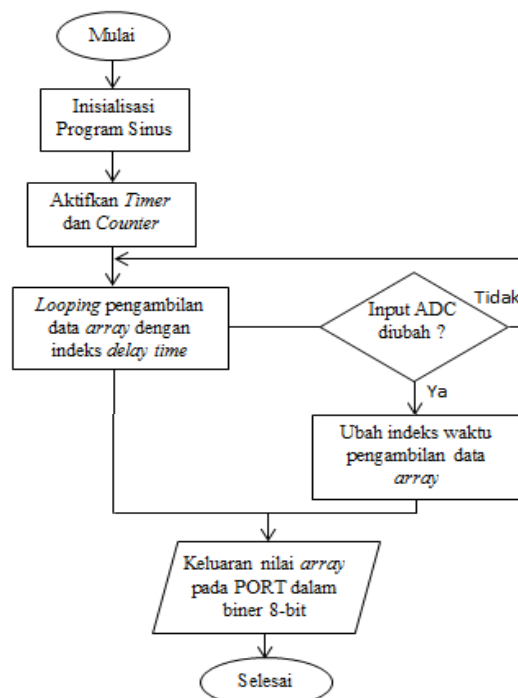 Mulai
Inisialisasi
Program Sinus
Aktifkan Timer
dan Counter
Looping pengambilan
data array dengan
indeks delay time
Input ADC
diubah ?
Tidak
Ya
Ubah indeks waktu
pengambilan data
array
Keluaran nilai array
pada PORT dalam
biner 8-bit
Selesai